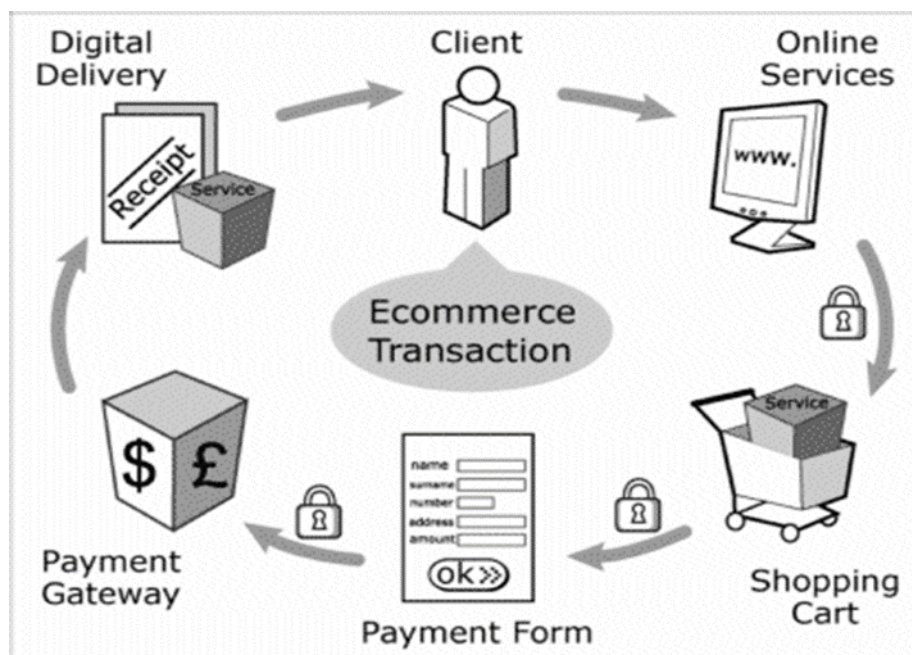 Digital
Delivery
Client
Online
Services
Receipt
Service
www.
Ecommerce
Transaction
Service
$ £
name
surname
number
address
amount
ok »
Payment
Gateway
Payment Form
Shopping
Cart